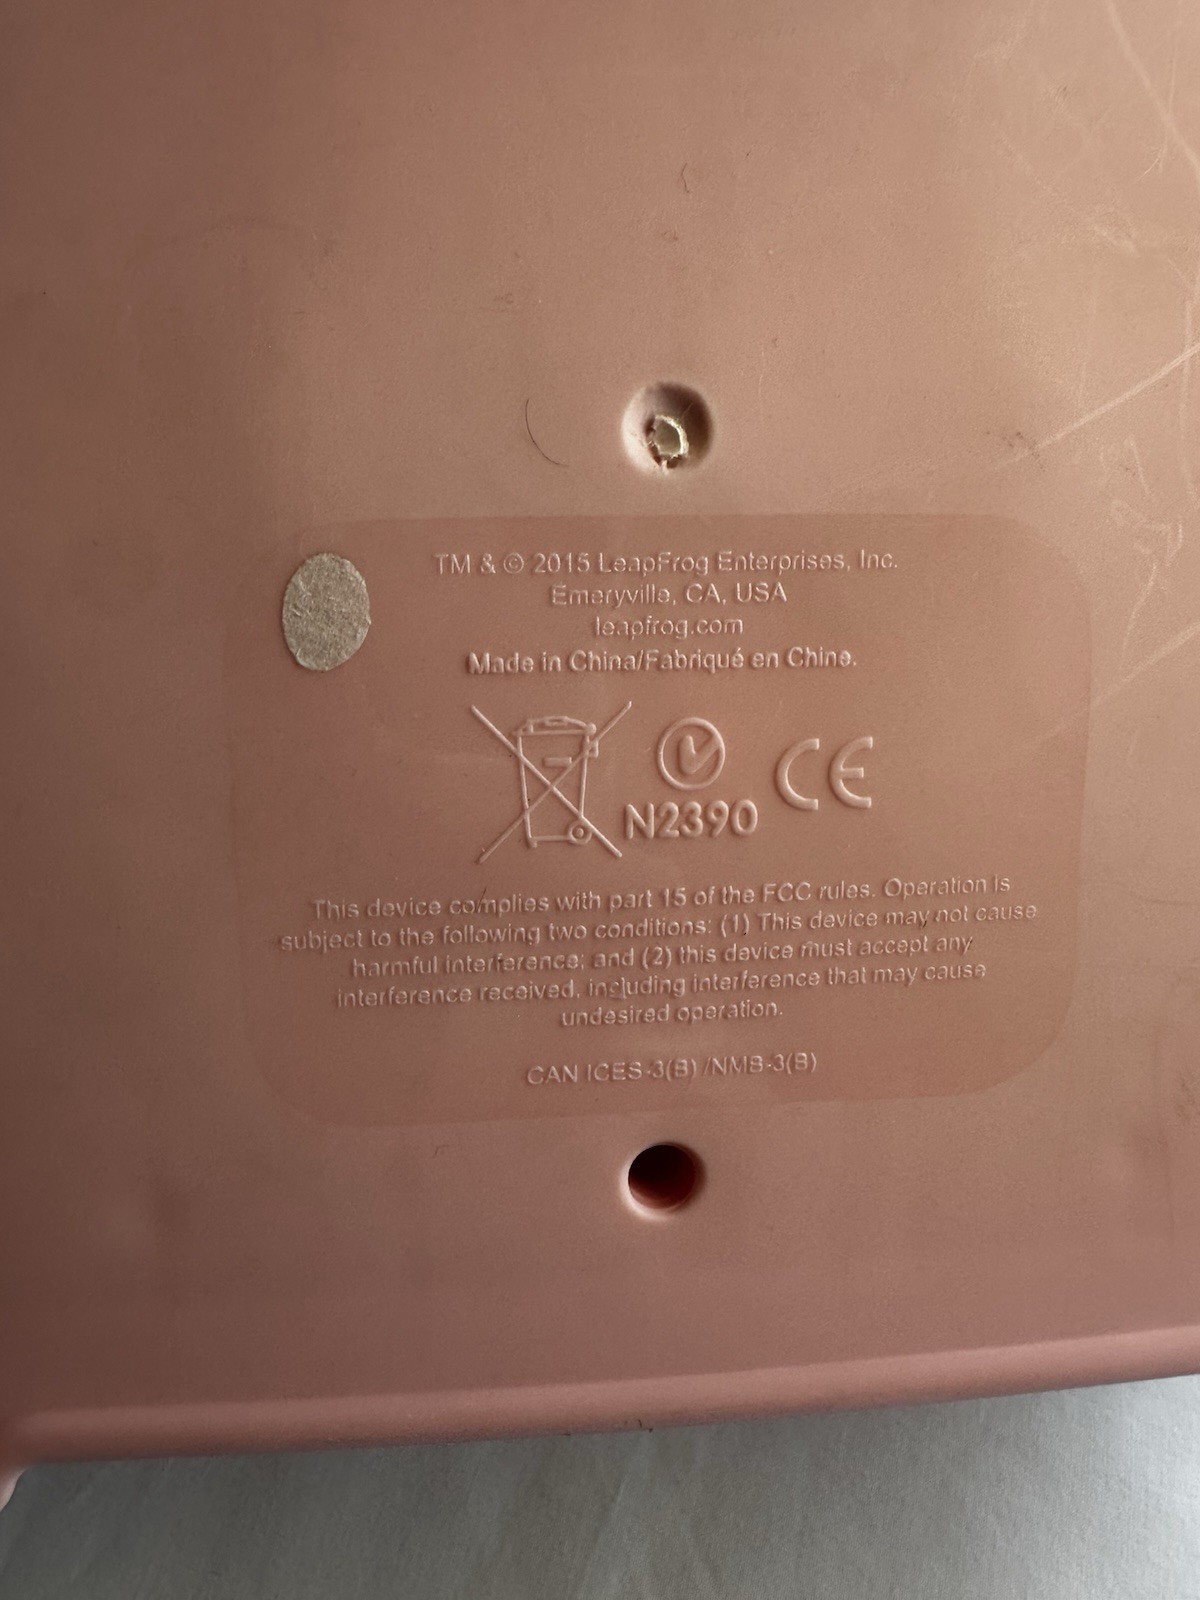 TM & © 2015 LeapFrog Enterprises, Inc.
Emeryville, CA, USA
leapfrog.com
Made in China/Fabriqué en Chine.
N2390
CE
This device complies with part 15 of the FCC rules. Operation is
subject to the following two conditions: (1) This device may not cause
harmful interference; and (2) this device must accept any
interference received, including interference that may cause
undesired operation.
CAN ICES-3(B) /NMB-3(B)